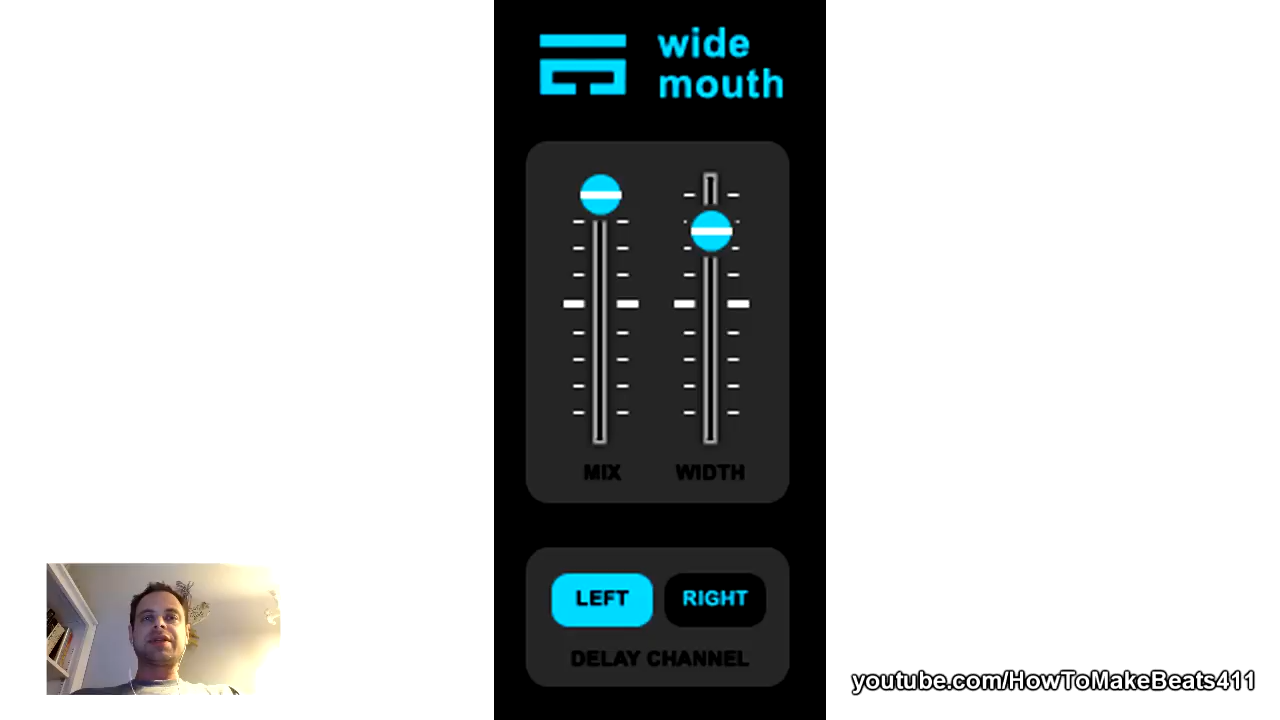 wide
mouth
MIX WIDTH
LEFT RIGHT
DELAY CHANNEL
youtube.com/HowToMakeBeats411